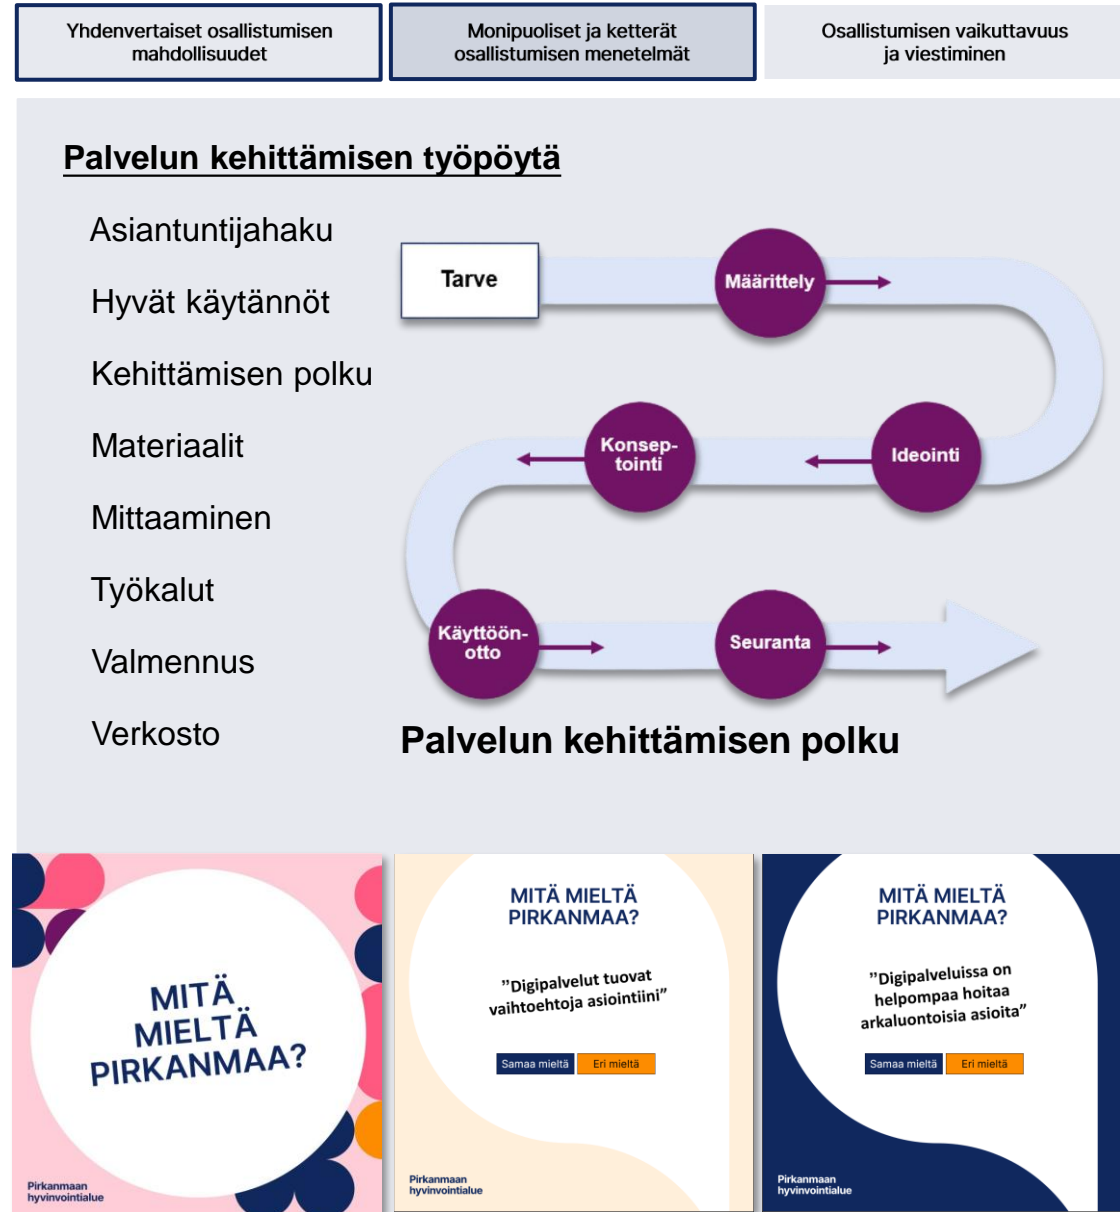 Yhdenvertaiset osallistumisen
mahdollisuudet
Monipuoliset ja ketterät
osallistumisen menetelmät
Osallistumisen vaikuttavuus
ja viestiminen
Palvelun kehittämisen työpöytä
Asiantuntijahaku
Hyvät käytännöt
Kehittämisen polku
Materiaalit
Mittaaminen
Työkalut
Valmennus
Verkosto
Tarve
Määrittely
Ideointi
Konsep-
tointi
Käyttöön-
otto
Seuranta
Palvelun kehittämisen polku
MITÄ
MIELTÄ
PIRKANMAA?
Pirkanmaan
hyvinvointialue
MITÄ MIELTÄ
PIRKANMAA?
”Digipalvelut tuovat
vaihtoehtoja asiointiini”
Samaa mieltä
Eri mieltä
Pirkanmaan
hyvinvointialue
MITÄ MIELTÄ
PIRKANMAA?
”Digipalveluissa on
helpompaa hoitaa
arkaluontoisia asioita”
Samaa mieltä
Eri mieltä
Pirkanmaan
hyvinvointialue